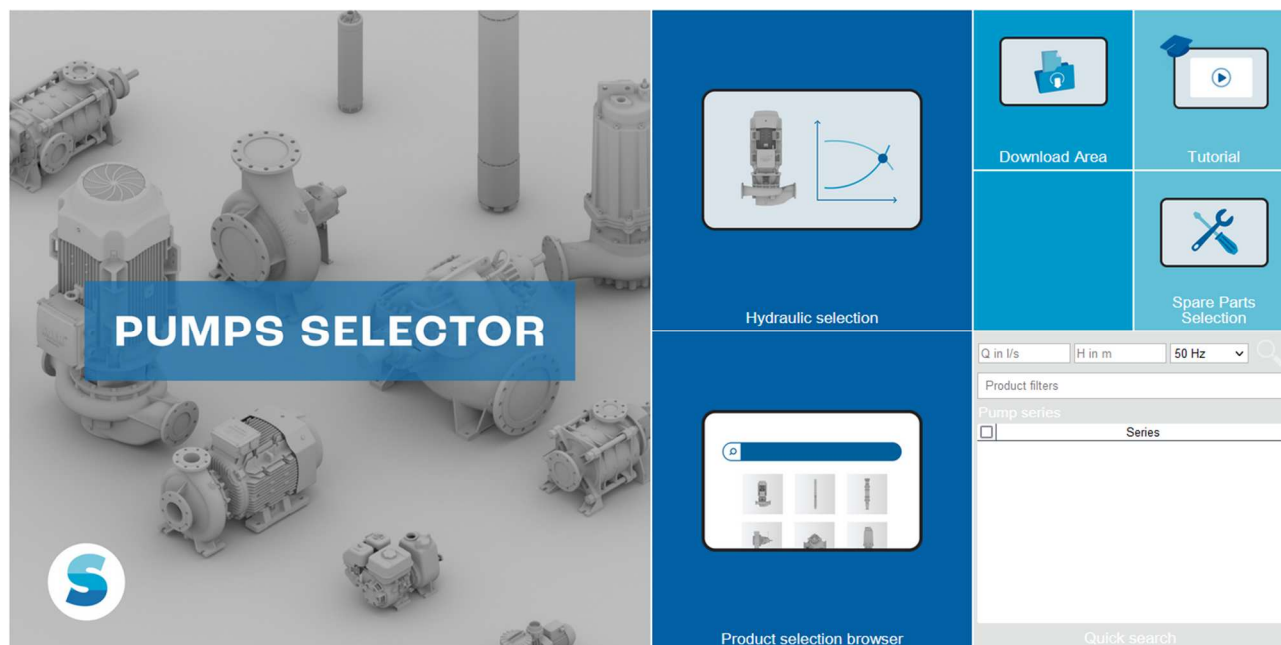 PUMPS SELECTOR
Hydraulic selection
Product selection browser
Download Area
Tutorial
Spare Parts
Selection
Q in l/s
H in m
50 Hz
Product filters
Pump series
Series
Quick search